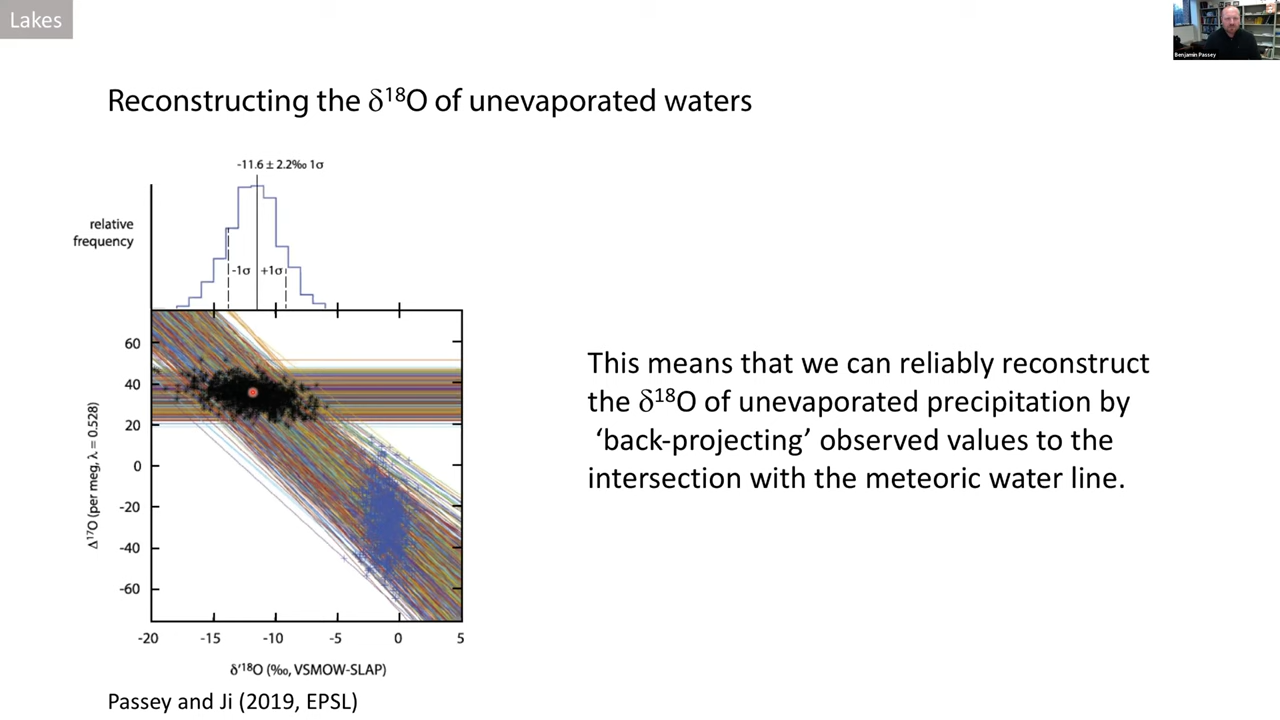 Lakes
Benjamin Passey
Reconstructing the δ¹⁸O of unevaporated waters
-11.6 ± 2.2‰ 1σ
relative
frequency
-1σ
+1σ
60
40
20
0
-20
-40
-60
Δ¹⁷O (per meg, λ = 0.528)
-20
-15
-10
-5
0
5
δ'¹⁸O (‰, VSMOW-SLAP)
This means that we can reliably reconstruct
the δ¹⁸O of unevaporated precipitation by
‘back-projecting’ observed values to the
intersection with the meteoric water line.
Passey and Ji (2019, EPSL)